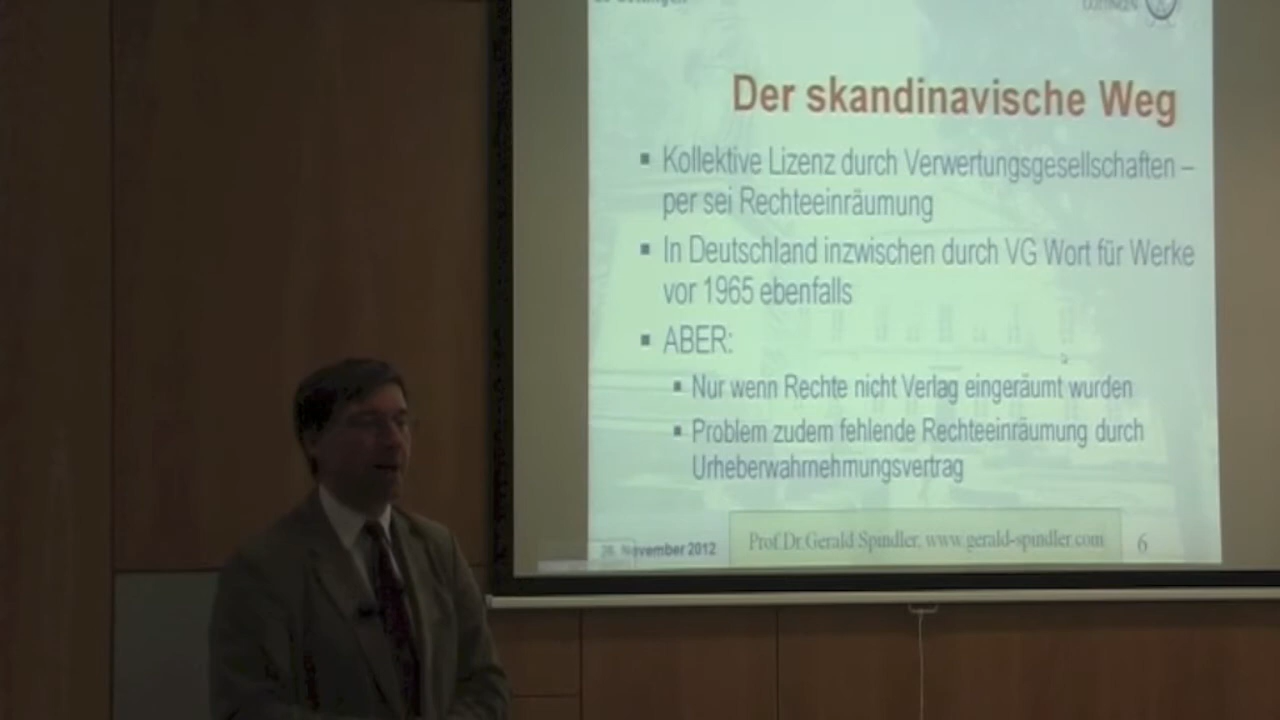 Der skandinavische Weg
▪ Kollektive Lizenz durch Verwertungsgesellschaften –
per sei Rechteeinräumung
▪ In Deutschland inzwischen durch VG Wort für Werke
vor 1965 ebenfalls
▪ ABER:
▪ Nur wenn Rechte nicht Verlag eingeräumt wurden
▪ Problem zudem fehlende Rechteeinräumung durch
Urheberwahrnehmungsvertrag
November 2012
Prof.Dr.Gerald Spindler, www.gerald-spindler.com
6